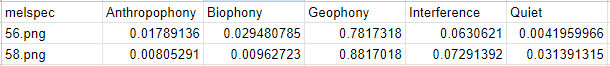 melspec Anthropophony Biophony Geophony Interference Quiet
56.png 0.01789136 0.029480785 0.7817318 0.0630621 0.0041959966
58.png 0.00805291 0.00962723 0.8817018 0.07291392 0.031391315